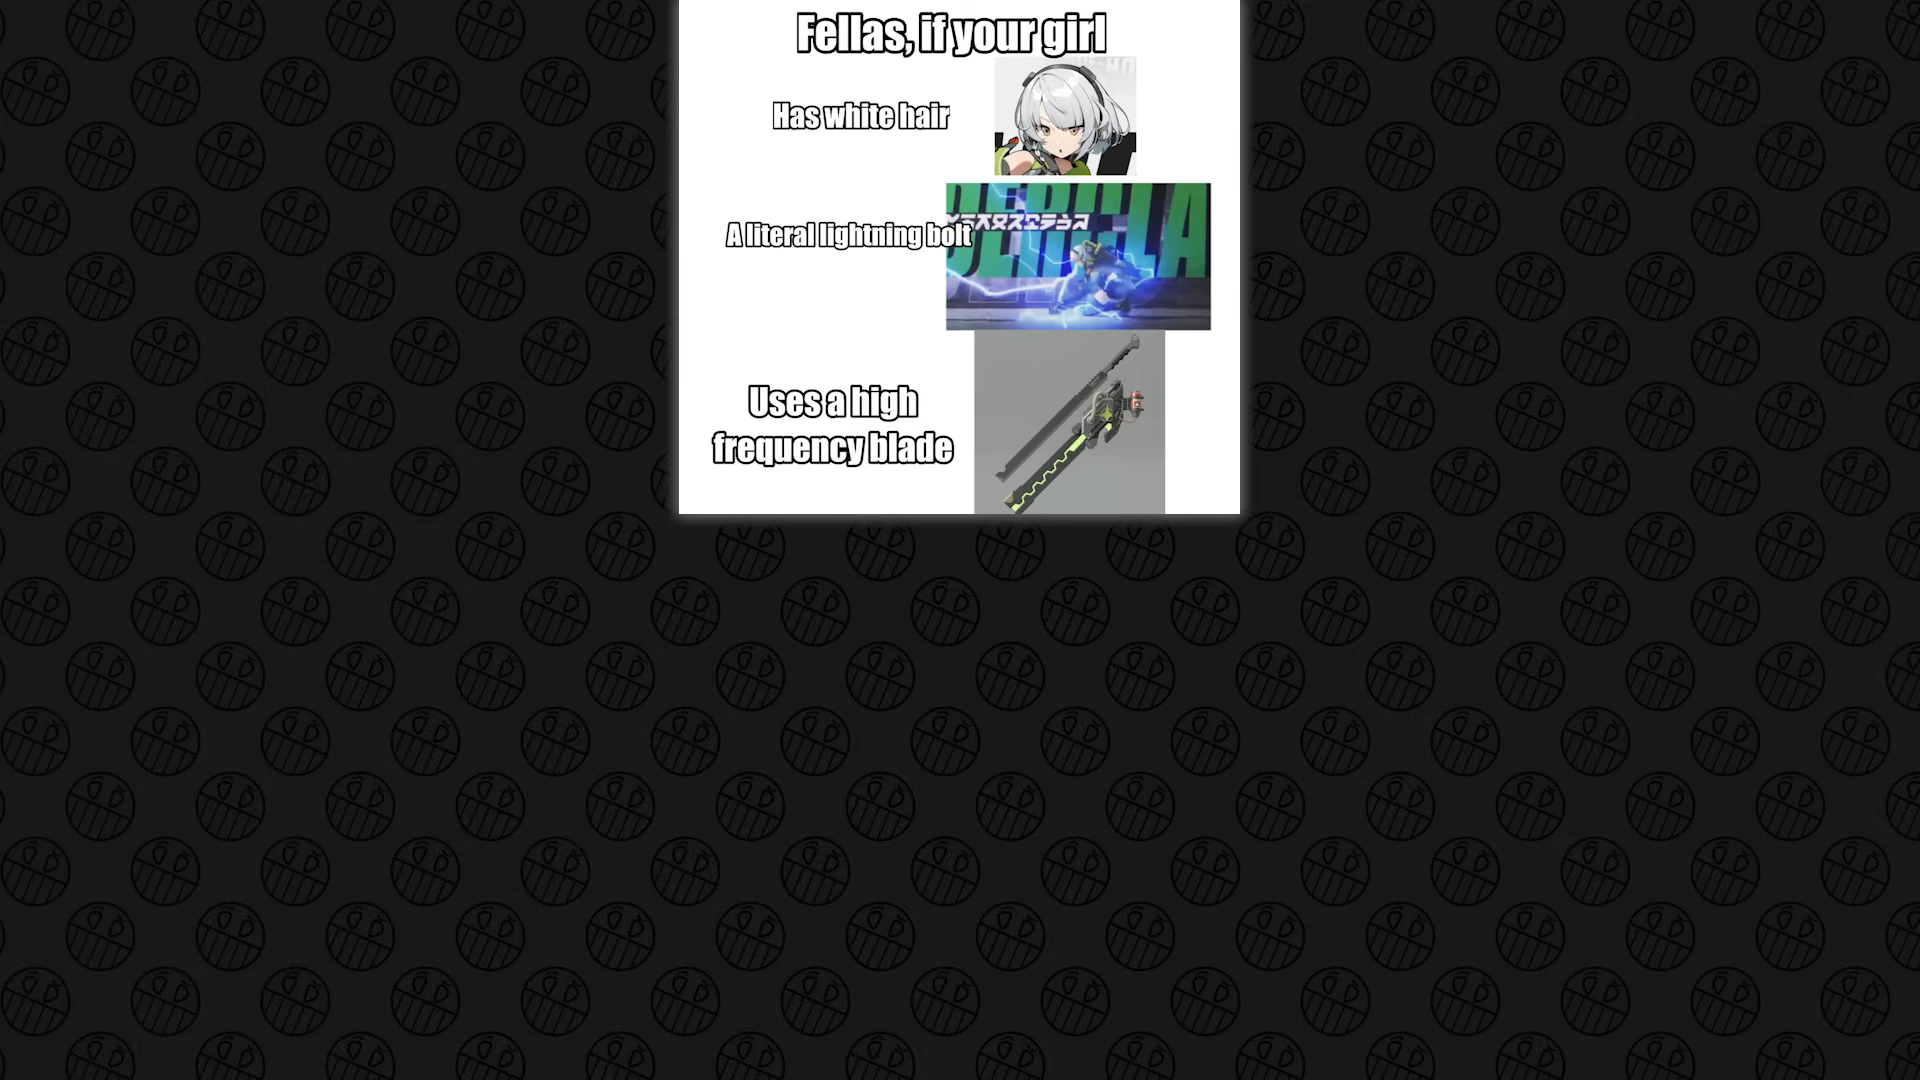 Fellas, if your girl
Has white hair
A literal lightning bolt
Uses a high
frequency blade